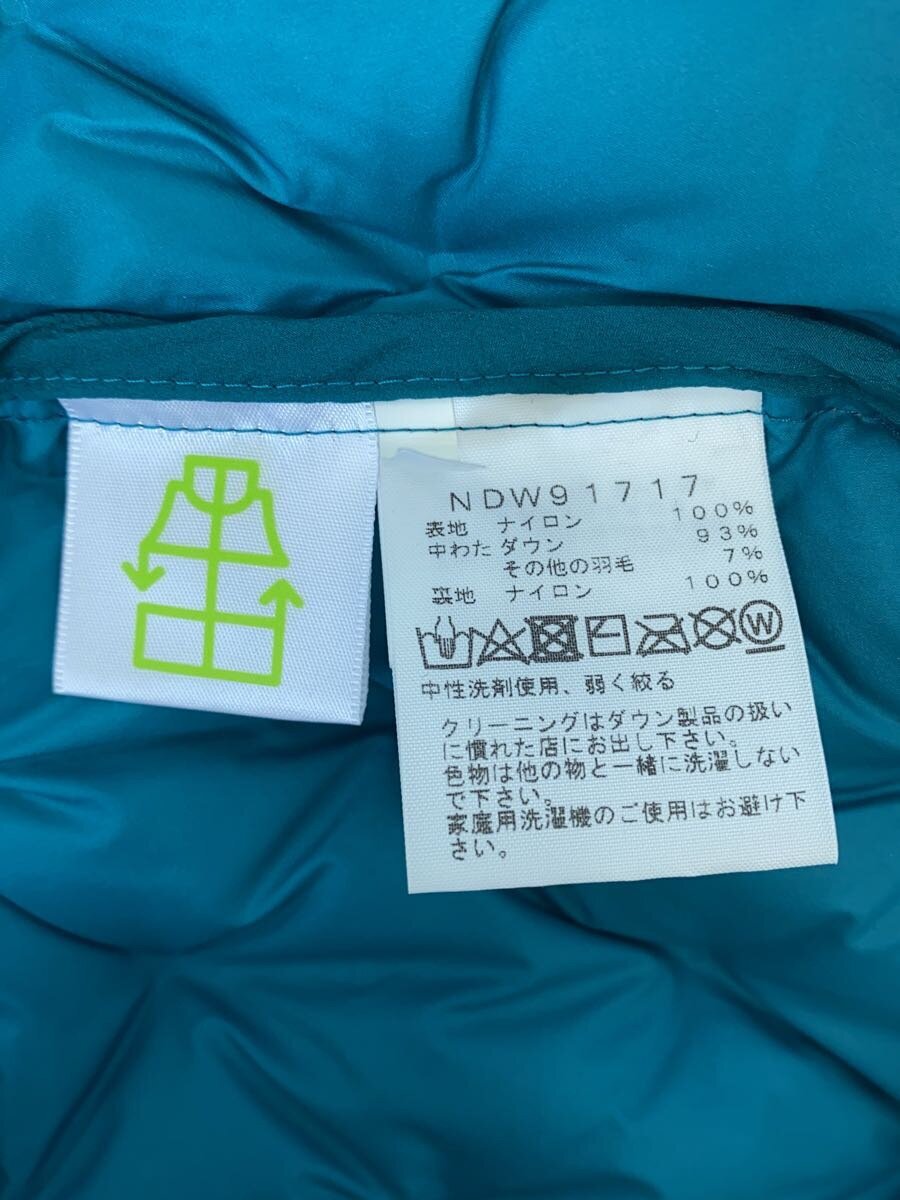 NDW91717
表地 ナイロン 100%
中わた ダウン 93%
その他の羽毛 7%
裏地 ナイロン 100%
W
中性洗剤使用、弱く絞る
クリーニングはダウン製品の扱い
に慣れた店にお出し下さい。
色物は他の物と一緒に洗濯しない
で下さい。
家庭用洗濯機のご使用はお避け下
さい。